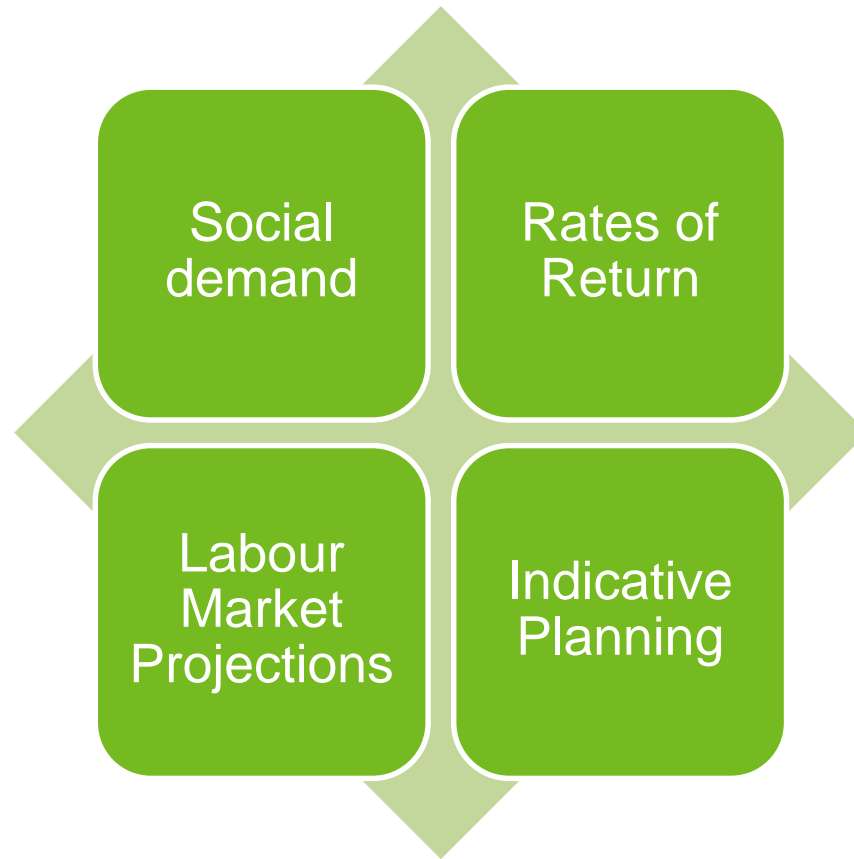 Social
demand
Rates of
Return
Labour
Market
Projections
Indicative
Planning